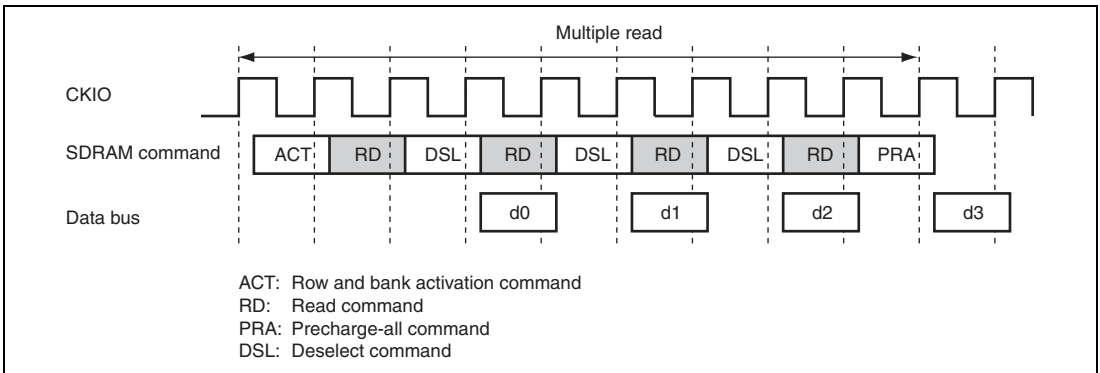 Multiple read
CKIO
SDRAM command ACT RD DSL RD DSL RD DSL RD PRA
Data bus d0 d1 d2 d3
ACT: Row and bank activation command
RD: Read command
PRA: Precharge-all command
DSL: Deselect command